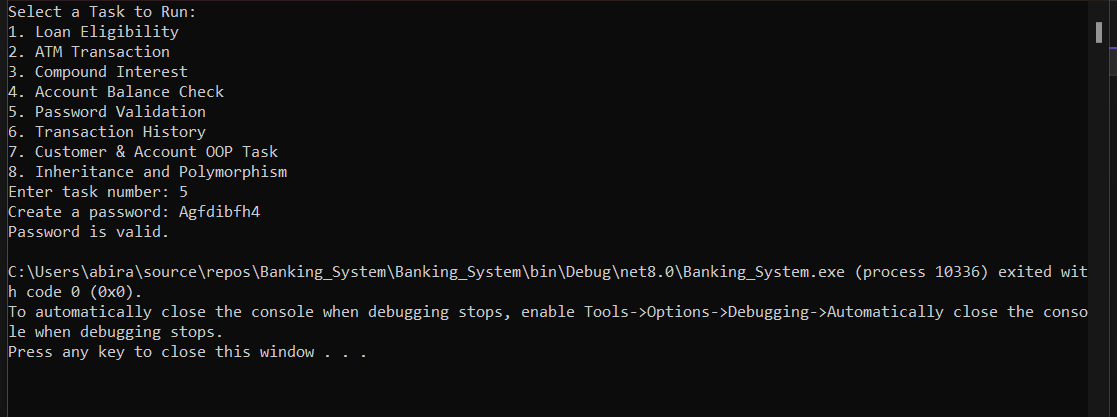 Select a Task to Run:
1. Loan Eligibility
2. ATM Transaction
3. Compound Interest
4. Account Balance Check
5. Password Validation
6. Transaction History
7. Customer & Account OOP Task
8. Inheritance and Polymorphism
Enter task number: 5
Create a password: Agfdibfh4
Password is valid.

C:\Users\abira\source\repos\Banking_System\Banking_System\bin\Debug\net8.0\Banking_System.exe (process 10336) exited wit
h code 0 (0x0).
To automatically close the console when debugging stops, enable Tools->Options->Debugging->Automatically close the conso
le when debugging stops.
Press any key to close this window . . .